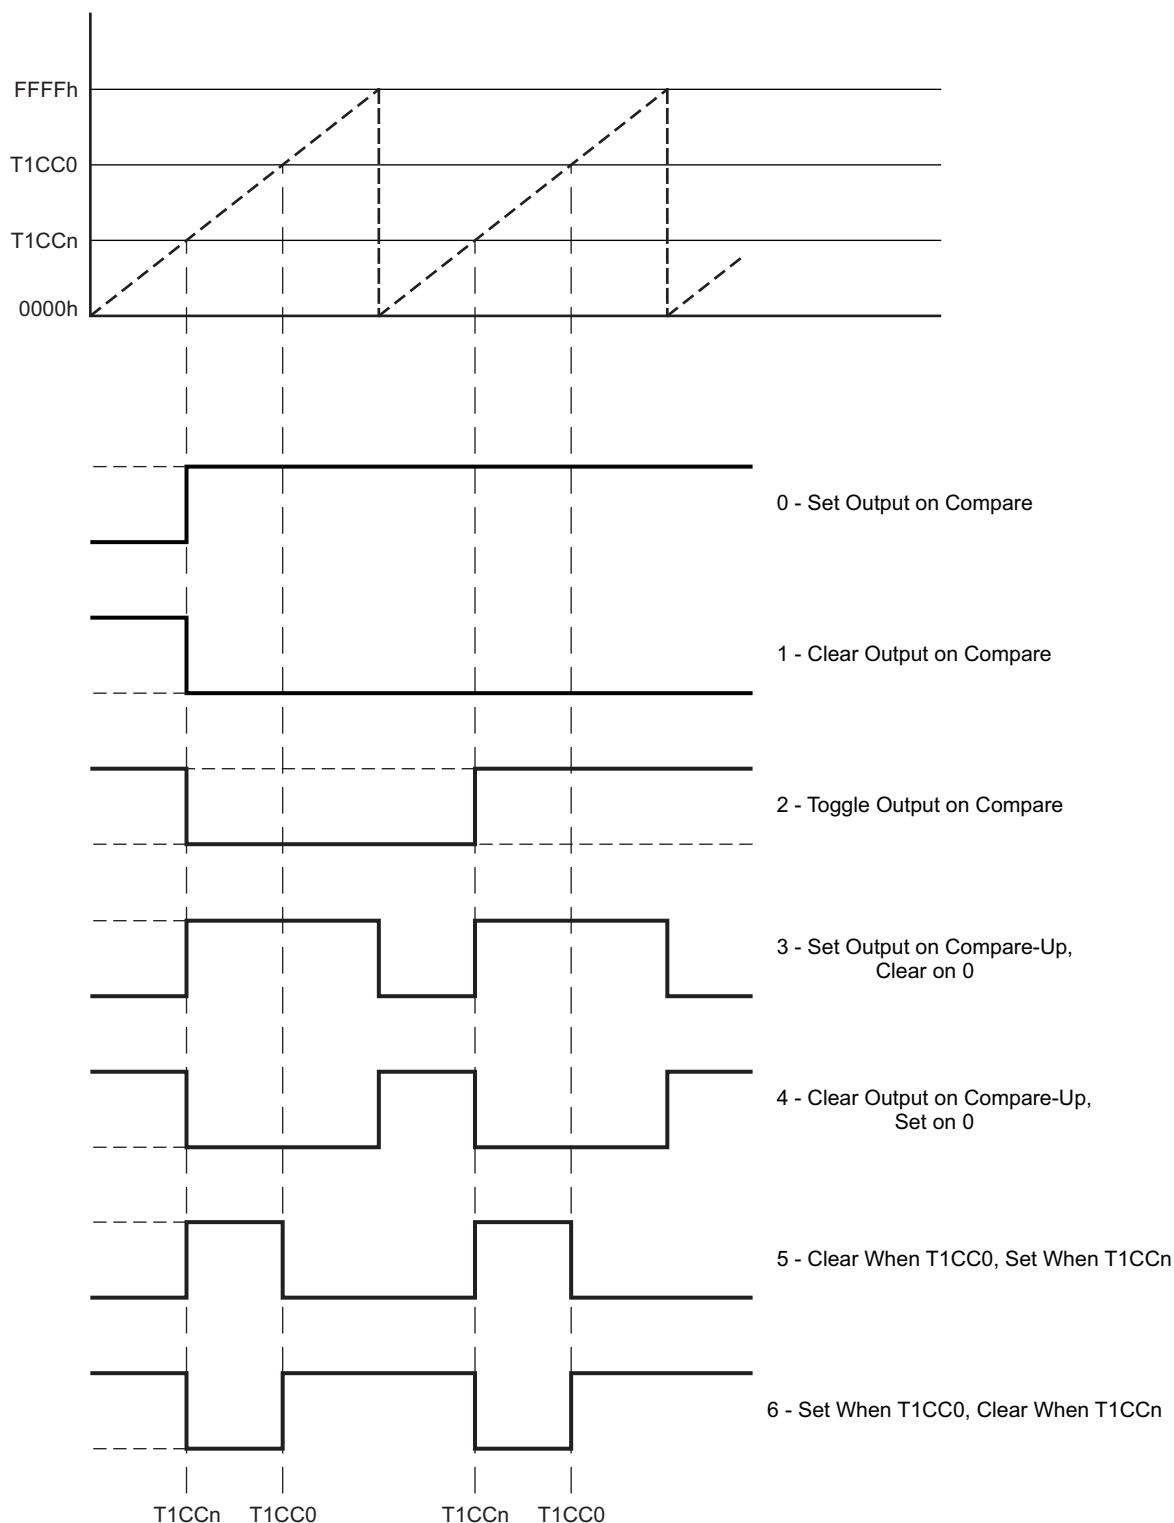 FFFFh
T1CC0
T1CCn
0000h
0 - Set Output on Compare
1 - Clear Output on Compare
2 - Toggle Output on Compare
3 - Set Output on Compare-Up,
Clear on 0
4 - Clear Output on Compare-Up,
Set on 0
5 - Clear When T1CC0, Set When T1CCn
6 - Set When T1CC0, Clear When T1CCn
T1CCn T1CC0 T1CCn T1CC0